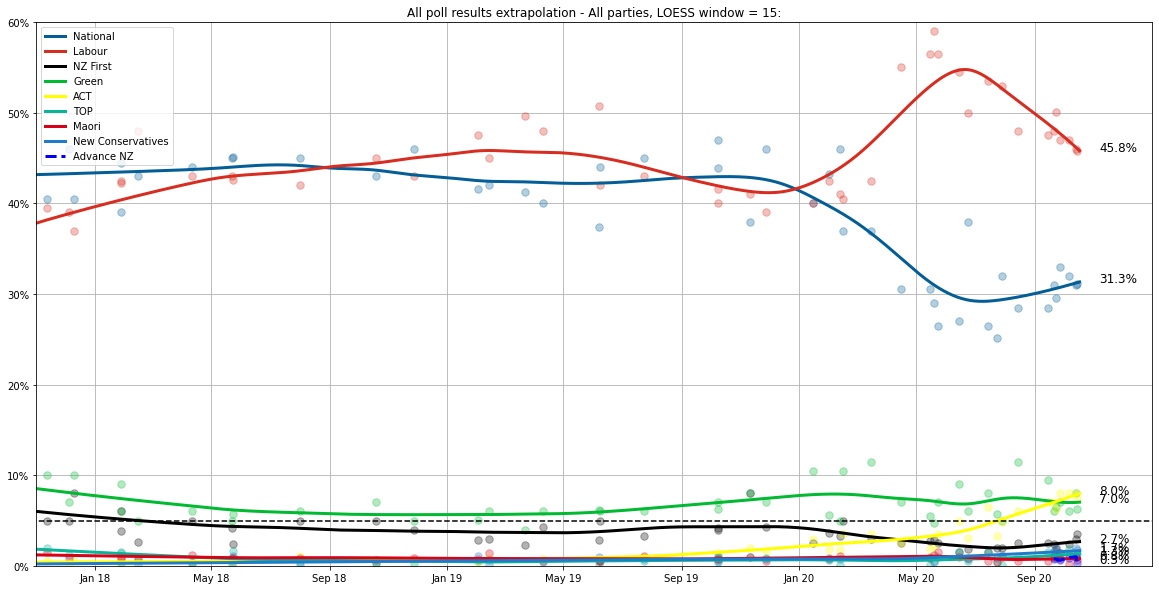 All poll results extrapolation - All parties, LOESS window = 15:
60%
50%
40%
30%
20%
10%
0%
National
Labour
NZ First
Green
ACT
TOP
Maori
New Conservatives
Advance NZ
45.8%
31.3%
8.0%
7.0%
2.7%
Jan 18
May 18
Sep 18
Jan 19
May 19
Sep 19
Jan 20
May 20
Sep 20